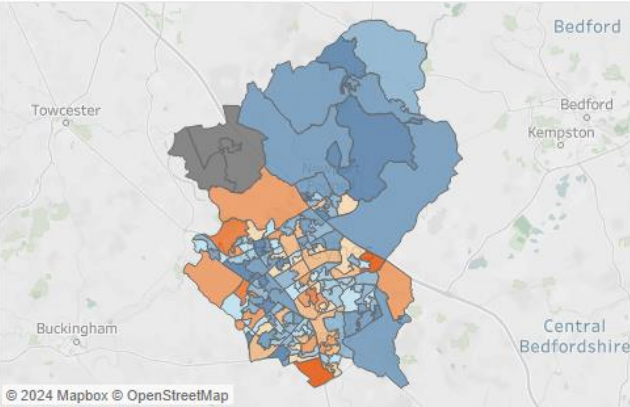 Bedford
Towcester
Bedford
Kempston
Buckingham
Central
Bedfordshire
© 2024 Mapbox © OpenStreetMap